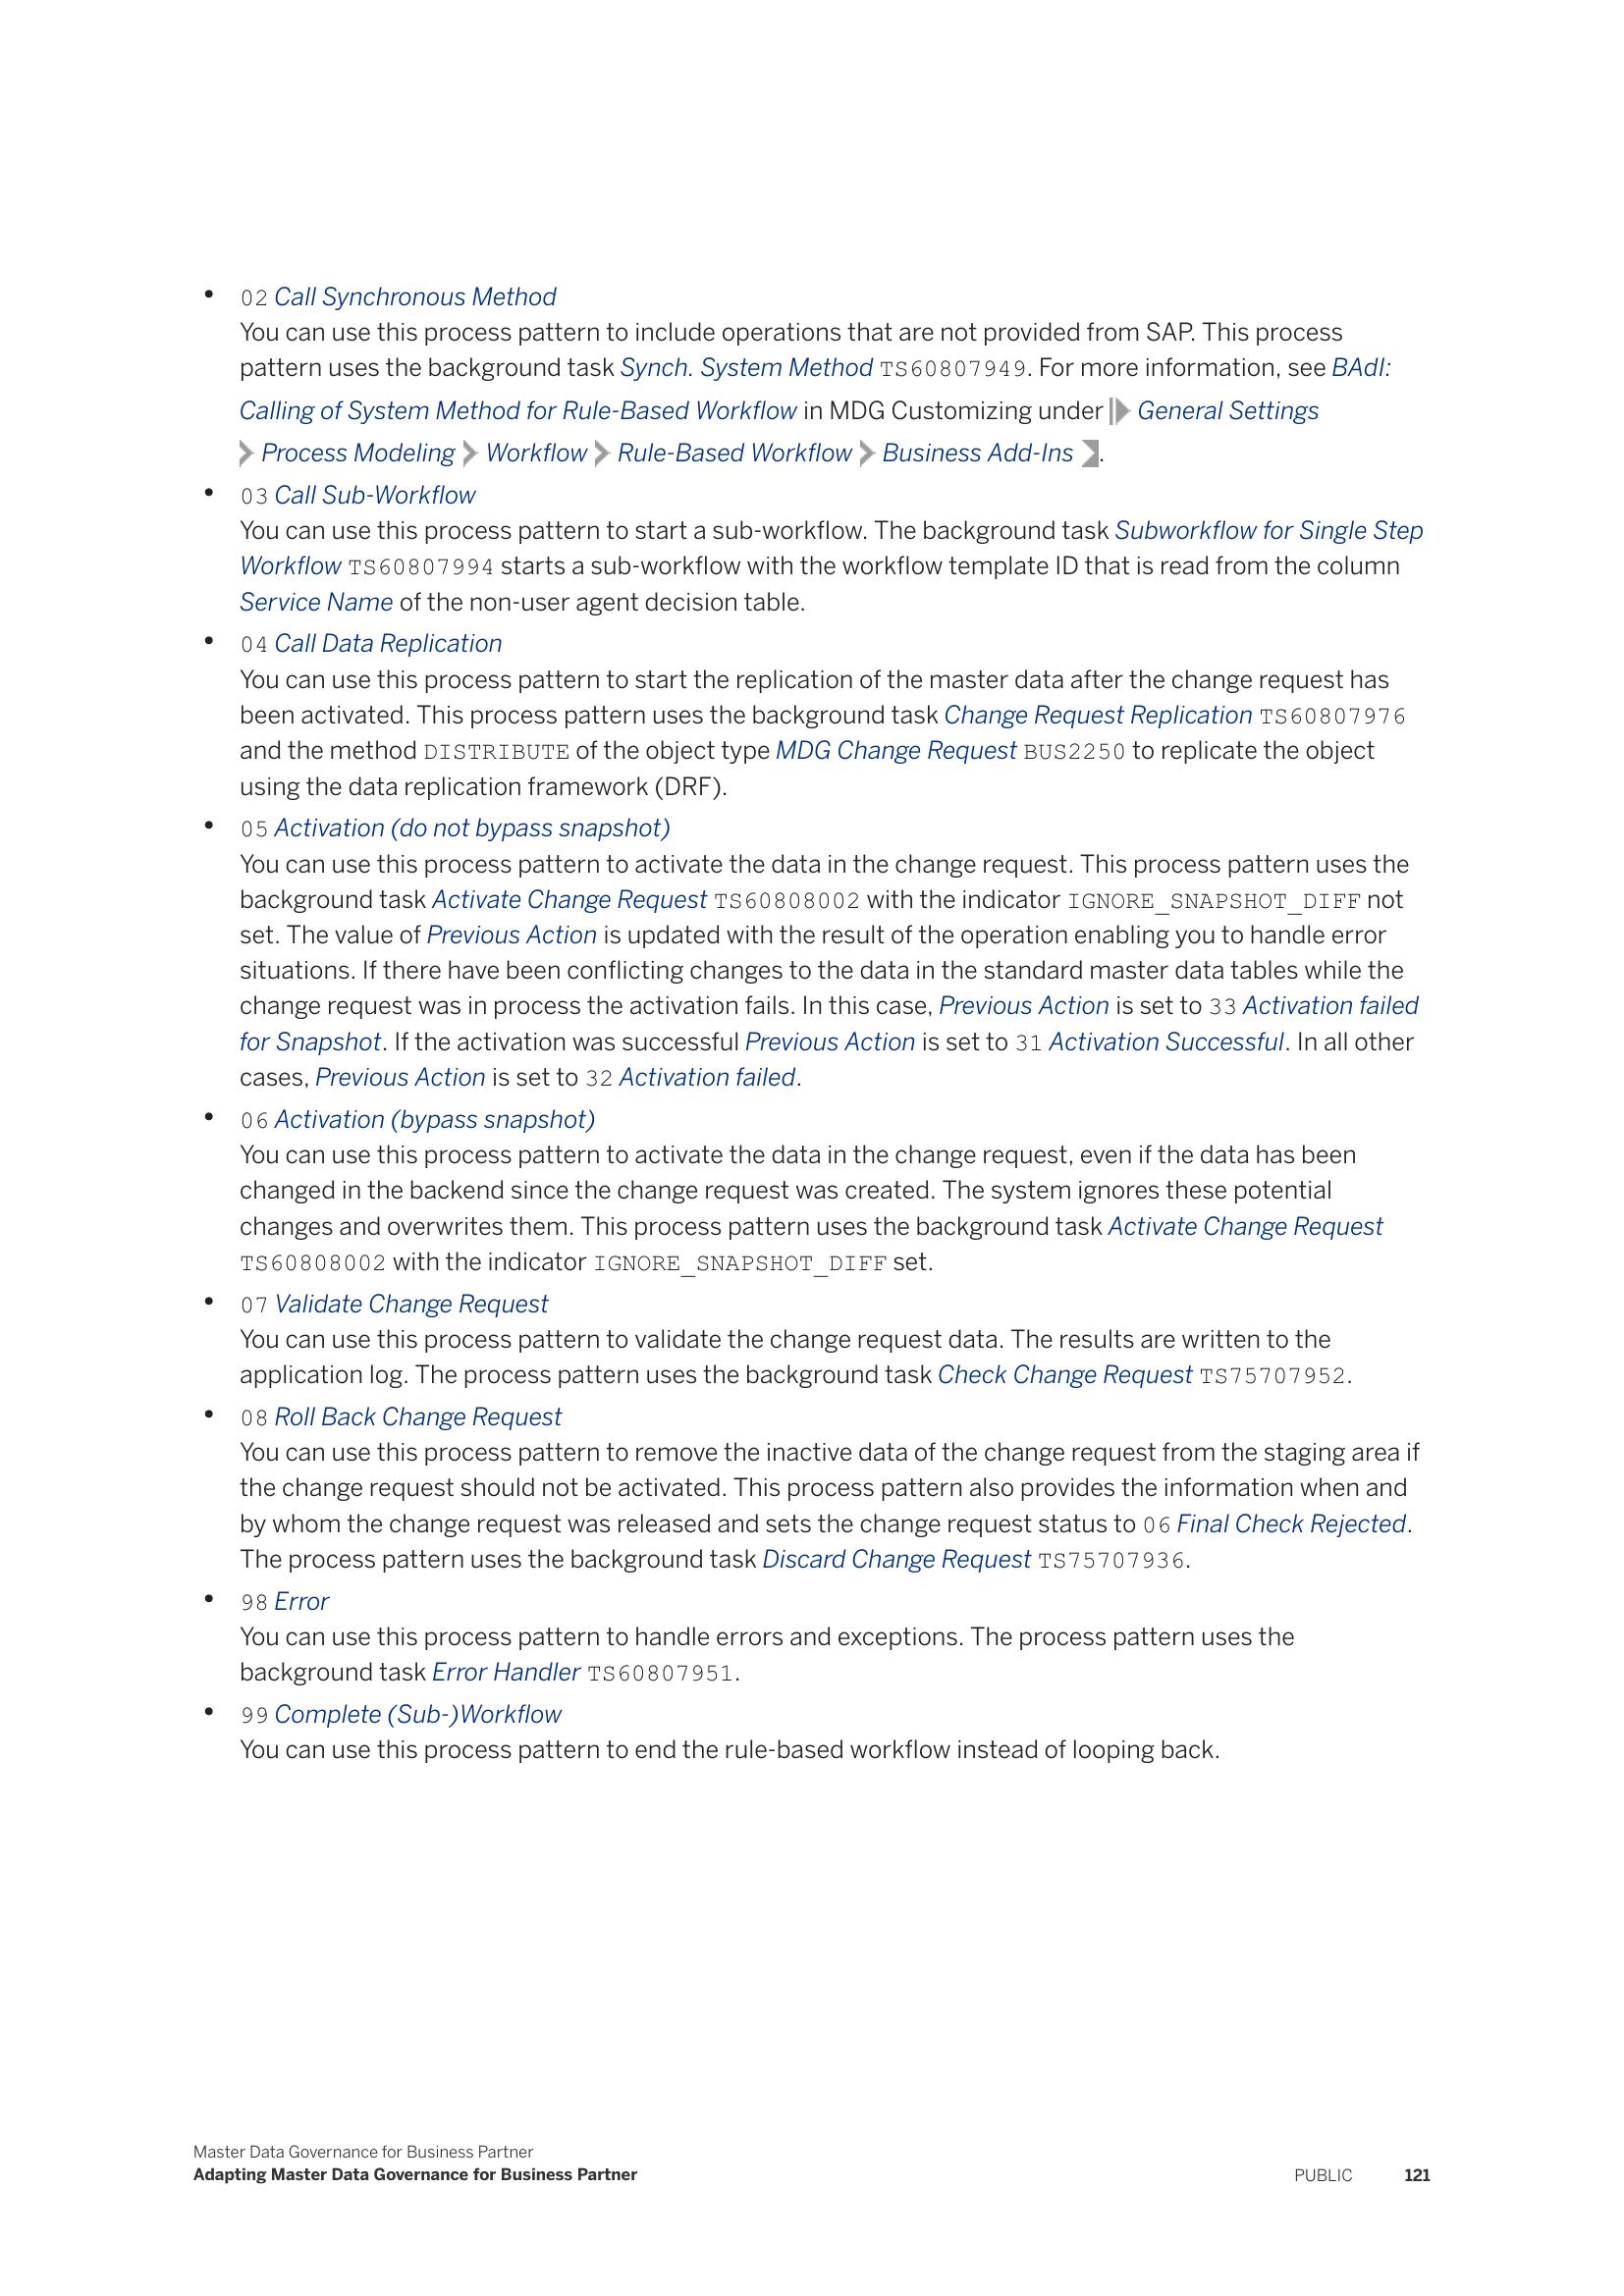 • 02 Call Synchronous Method
You can use this process pattern to include operations that are not provided from SAP. This process
pattern uses the background task Synch. System Method TS60807949. For more information, see BAdI:
Calling of System Method for Rule-Based Workflow in MDG Customizing under General Settings
Process Modeling Workflow Rule-Based Workflow Business Add-Ins .
• 03 Call Sub-Workflow
You can use this process pattern to start a sub-workflow. The background task Subworkflow for Single Step
Workflow TS60807994 starts a sub-workflow with the workflow template ID that is read from the column
Service Name of the non-user agent decision table.
• 04 Call Data Replication
You can use this process pattern to start the replication of the master data after the change request has
been activated. This process pattern uses the background task Change Request Replication TS60807976
and the method DISTRIBUTE of the object type MDG Change Request BUS2250 to replicate the object
using the data replication framework (DRF).
• 05 Activation (do not bypass snapshot)
You can use this process pattern to activate the data in the change request. This process pattern uses the
background task Activate Change Request TS60808002 with the indicator IGNORE_SNAPSHOT_DIFF not
set. The value of Previous Action is updated with the result of the operation enabling you to handle error
situations. If there have been conflicting changes to the data in the standard master data tables while the
change request was in process the activation fails. In this case, Previous Action is set to 33 Activation failed
for Snapshot. If the activation was successful Previous Action is set to 31 Activation Successful. In all other
cases, Previous Action is set to 32 Activation failed.
• 06 Activation (bypass snapshot)
You can use this process pattern to activate the data in the change request, even if the data has been
changed in the backend since the change request was created. The system ignores these potential
changes and overwrites them. This process pattern uses the background task Activate Change Request
TS60808002 with the indicator IGNORE_SNAPSHOT_DIFF set.
• 07 Validate Change Request
You can use this process pattern to validate the change request data. The results are written to the
application log. The process pattern uses the background task Check Change Request TS75707952.
• 08 Roll Back Change Request
You can use this process pattern to remove the inactive data of the change request from the staging area if
the change request should not be activated. This process pattern also provides the information when and
by whom the change request was released and sets the change request status to 06 Final Check Rejected.
The process pattern uses the background task Discard Change Request TS75707936.
• 98 Error
You can use this process pattern to handle errors and exceptions. The process pattern uses the
background task Error Handler TS60807951.
• 99 Complete (Sub-)Workflow
You can use this process pattern to end the rule-based workflow instead of looping back.
Master Data Governance for Business Partner
Adapting Master Data Governance for Business Partner
PUBLIC 121